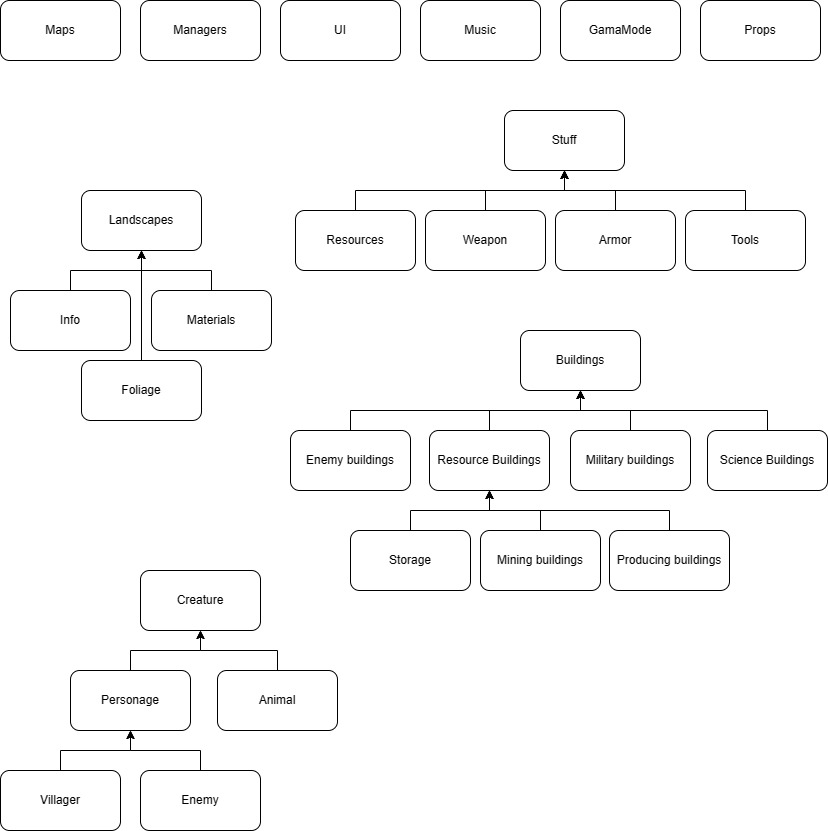 Maps
Managers
UI
Music
GamaMode
Props
Stuff
Resources
Weapon
Armor
Tools
Landscapes
Info
Materials
Foliage
Buildings
Enemy buildings
Resource Buildings
Military buildings
Science Buildings
Storage
Mining buildings
Producing buildings
Creature
Personage
Animal
Villager
Enemy